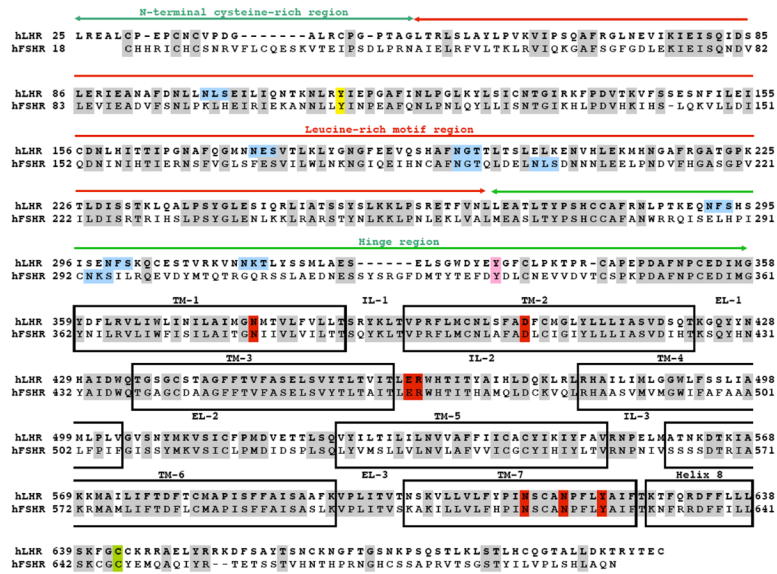 N-terminal cysteine-rich region
hLHR 25 LREALC-PEPCNCVPDG-------ALRCPG-PTAGLTRLSLAYLPVKVIPSQAFRGLNEVIKIEISQIDS 85
hFSHR 18 CHHRICHCSNRVFLCQESKVTEIPSDLPRNAIELRFVLTKLRVIQKGAFSGFGDLEKIEISQNDV 82
hLHR 86 LERIEANAFDNLLNLSEILIQNTKNLRYIEPGAFINLPGLKYLSICNTGIRKFPDVTKVFSSESNFILEI 155
hFSHR 83 LEVIEADVFSNLPKLHEIRIEKANNLLYINPEAFQNLPNLQYLLISNTGIKHLPDVHKIHS-LQKVLLDI 151
Leucine-rich motif region
hLHR 156 CDNLHITTIPGNAFQGMNNESVTLKLYGNGFEEVQSHAFNGTTLTSLELKENVHLEKMHNGAFRGATGPK 225
hFSHR 152 QDNINIHTIERNSFVGLSFESVILWLNKNGIQEIHNCAFNGTQLDELNLSDNNNLEELPNDVFHGASGPV 221
hLHR 226 TLDISSTKLQALPSYGLESIQRLIATSSYSLKKLPSRETFVNLLEATLTYPSHCCAFRNLPTKEQNFSHS 295
hFSHR 222 ILDISRTRIHSLPSYGLENLKKLRARSTYNLKKLPNLEKLVALMEASLTYPSHCCAFANWRRQISELHPI 291
Hinge region
hLHR 296 ISENFSKQCESTVRKVNNKTLYSSMLAES-----ELSGWDYEYGFCLPKTPRC-APEPDAFNPCEDIMG 358
hFSHR 292 CNKSILRQEVDYMTQTRGQRSSLAEDNESSYSRGFDMTYTEFDYDLCNEVVDVTCSPKPDAFNPCEDIMG 361
TM-1 IL-1 TM-2 EL-1
hLHR 359 YDFLRVLIWLINILAIMGNMTVLFVLLTSRYKLTVPRFLMCNLSFADFCMGLYLLLIASVDSQTKGQYYN 428
hFSHR 362 YNILRVLIWFISILAITGNIIVLVILTTSQYKLTVPRFLMCNLAFADLCIGIYLLLIASVDIHTKSQYHN 431
TM-3 IL-2 TM-4
hLHR 429 HAIDWQTGSGCSTAGFFTVFASELSVYTLTVITLERWHTITYAIHLDQKLRLRHAILIMLGGWLFSSLIA 498
hFSHR 432 YAIDWQTGAGCDAAGFFTVFASELSVYTLTAITLERWHTITHAMQLDCKVQLRHAASVMVMGWIFAFAAA 501
EL-2 TM-5 IL-3
hLHR 499 MLPLVGVSNYMKVSICFPMDVETTLSQVYILTILILNVVAFFIICACYIKIYFAVRNPELMATNKDTKIA 568
hFSHR 502 LFPIFGISSYMKVSICLPMDIDSPLSQLYVMSLLVLNVLAFVVICGCYIHIYLTVRNPNIVSSSSDTRIA 571
TM-6 EL-3 TM-7 Helix 8
hLHR 569 KKMAILIFTDFTCMAPISFFAISAAFKVPLITVTNSKVLLVLFYPINSCANPFLYAIFTKTFQRDFFLLL 638
hFSHR 572 KRMAMLIFTDFLCMAPISFFAISASLKVPLITVSKAKILLVLFHPINSCANPFLYAIFTKNFRRDFFILL 641
hLHR 639 SKFGCCKRRAELYRRKDFSAYTSNCKNGFTGSNKPSQSTLKLSTLHCQGTALLDKTRYTEC
hFSHR 642 SKCGCYEMQAQIYR--TETSSTVHNTHPRNGHCSSAPRVTSGSTYILVPLSHLAQN